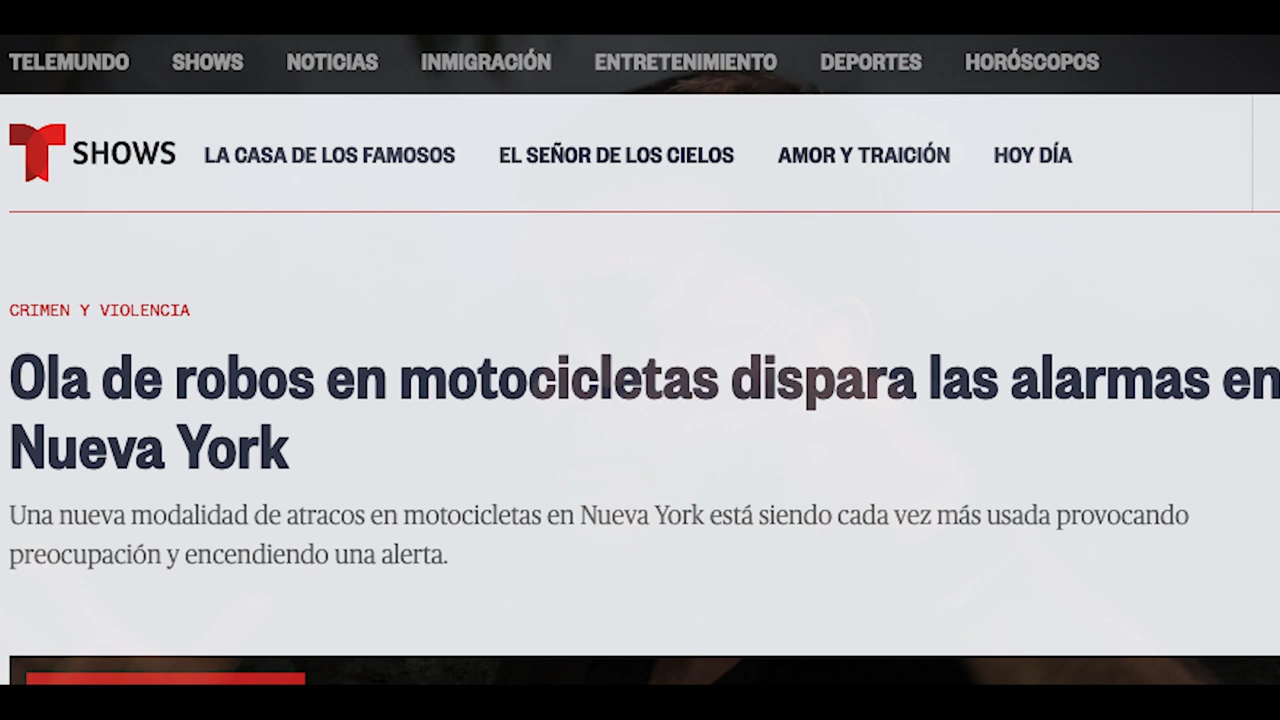 TELEMUNDO SHOWS NOTICIAS INMIGRACIÓN ENTRETENIMIENTO DEPORTES HORÓSCOPOS
SHOWS LA CASA DE LOS FAMOSOS EL SEÑOR DE LOS CIELOS AMOR Y TRAICIÓN HOY DÍA
CRIMEN Y VIOLENCIA
Ola de robos en motocicletas dispara las alarmas en
Nueva York
Una nueva modalidad de atracos en motocicletas en Nueva York está siendo cada vez más usada provocando
preocupación y encendiendo una alerta.